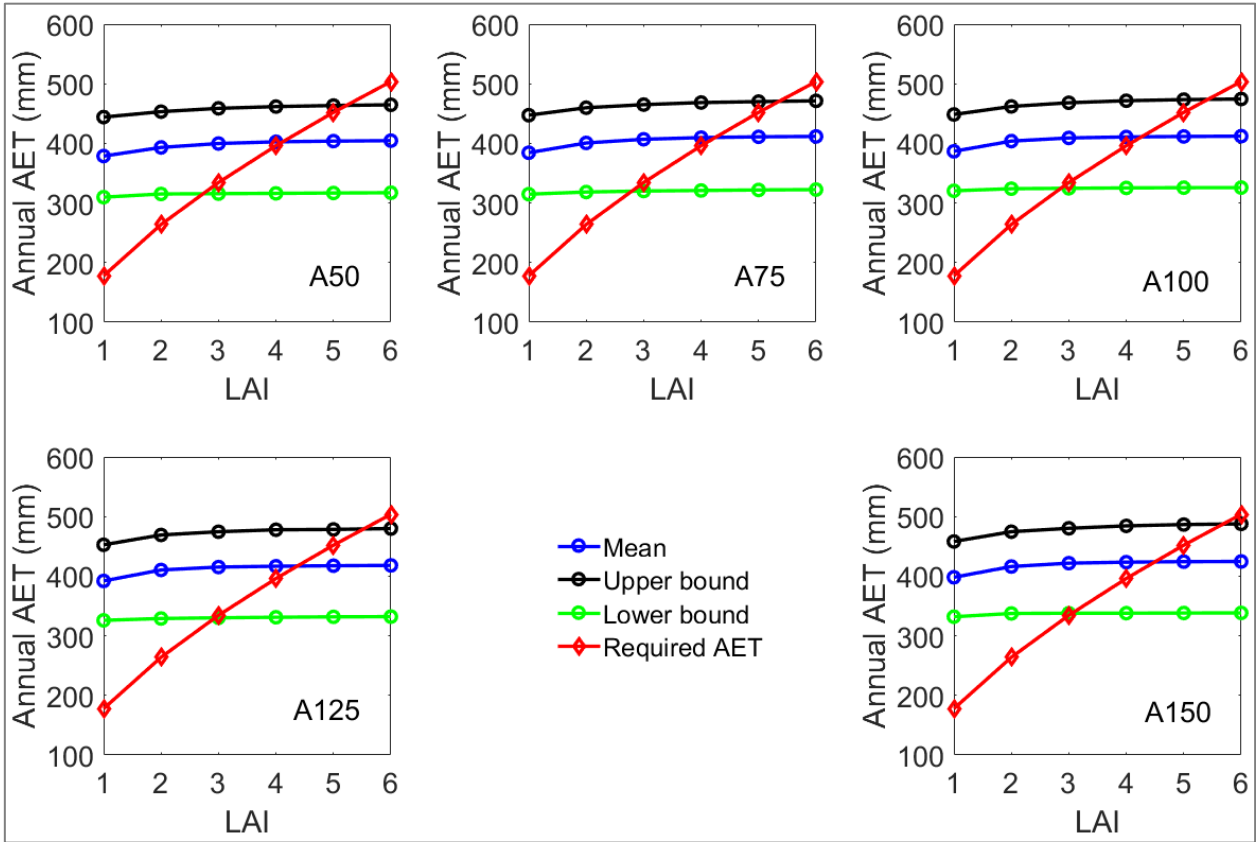 Annual AET (mm)
600
500
400
300
200
100
A50
1 2 3 4 5 6
LAI
Annual AET (mm)
600
500
400
300
200
100
A75
1 2 3 4 5 6
LAI
Annual AET (mm)
600
500
400
300
200
100
A100
1 2 3 4 5 6
LAI
Annual AET (mm)
600
500
400
300
200
100
A125
1 2 3 4 5 6
LAI
Mean
Upper bound
Lower bound
Required AET
Annual AET (mm)
600
500
400
300
200
100
A150
1 2 3 4 5 6
LAI